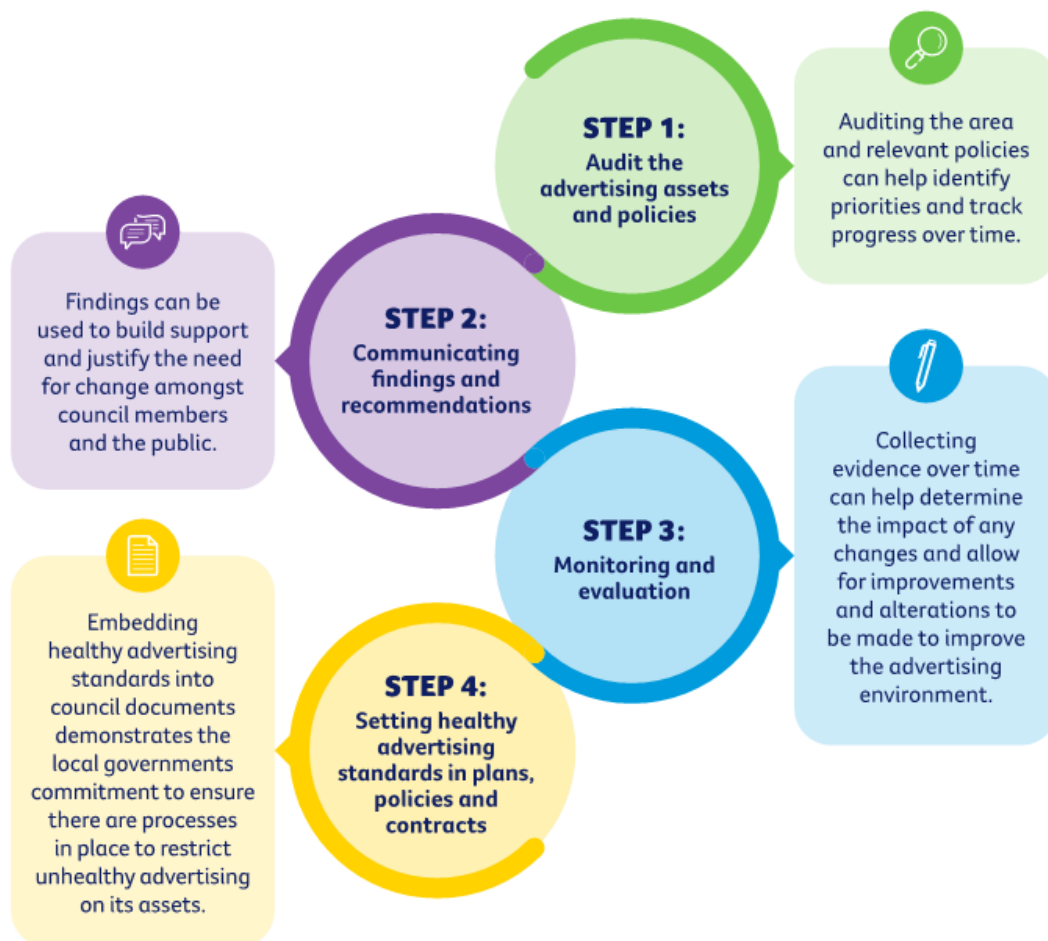 STEP 1:
Audit the
advertising assets
and policies
Auditing the area
and relevant policies
can help identify
priorities and track
progress over time.
STEP 2:
Communicating
findings and
recommendations
Findings can be
used to build support
and justify the need
for change amongst
council members
and the public.
STEP 3:
Monitoring and
evaluation
Collecting
evidence over time
can help determine
the impact of any
changes and allow
for improvements
and alterations to
be made to improve
the advertising
environment.
STEP 4:
Setting healthy
advertising
standards in plans,
policies and
contracts
Embedding
healthy advertising
standards into
council documents
demonstrates the
local governments
commitment to ensure
there are processes
in place to restrict
unhealthy advertising
on its assets.